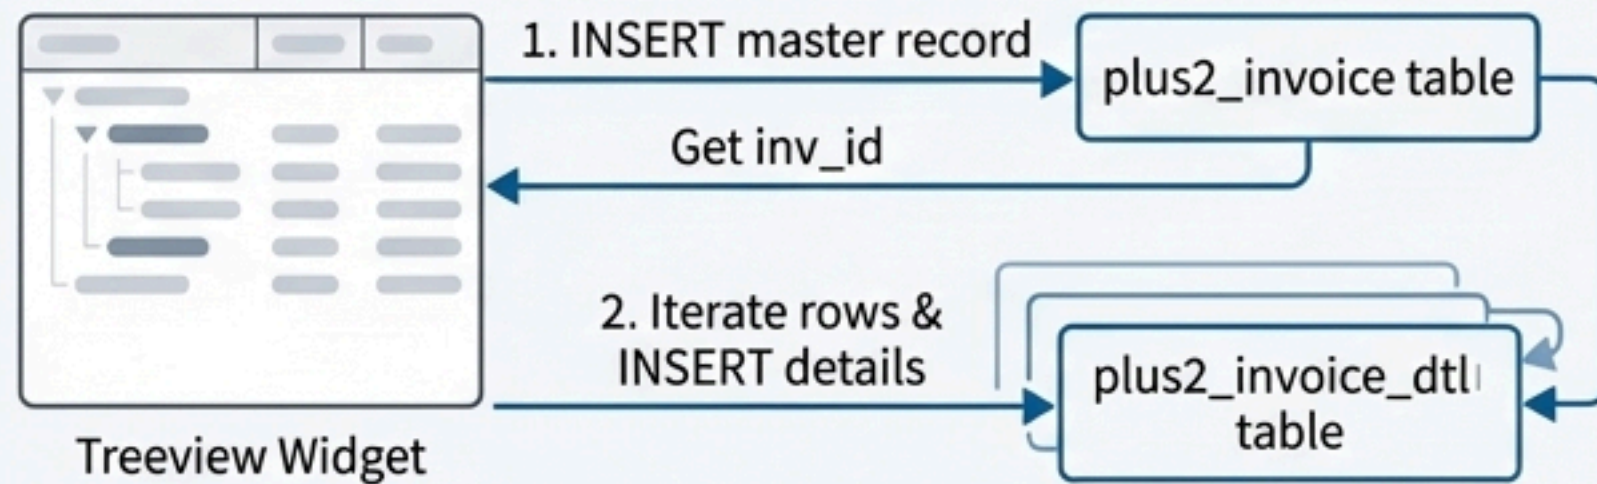 1. INSERT master record
plus2_invoice table
Get inv_id
2. Iterate rows &
INSERT details
plus2_invoice_dtl
table
Treeview Widget